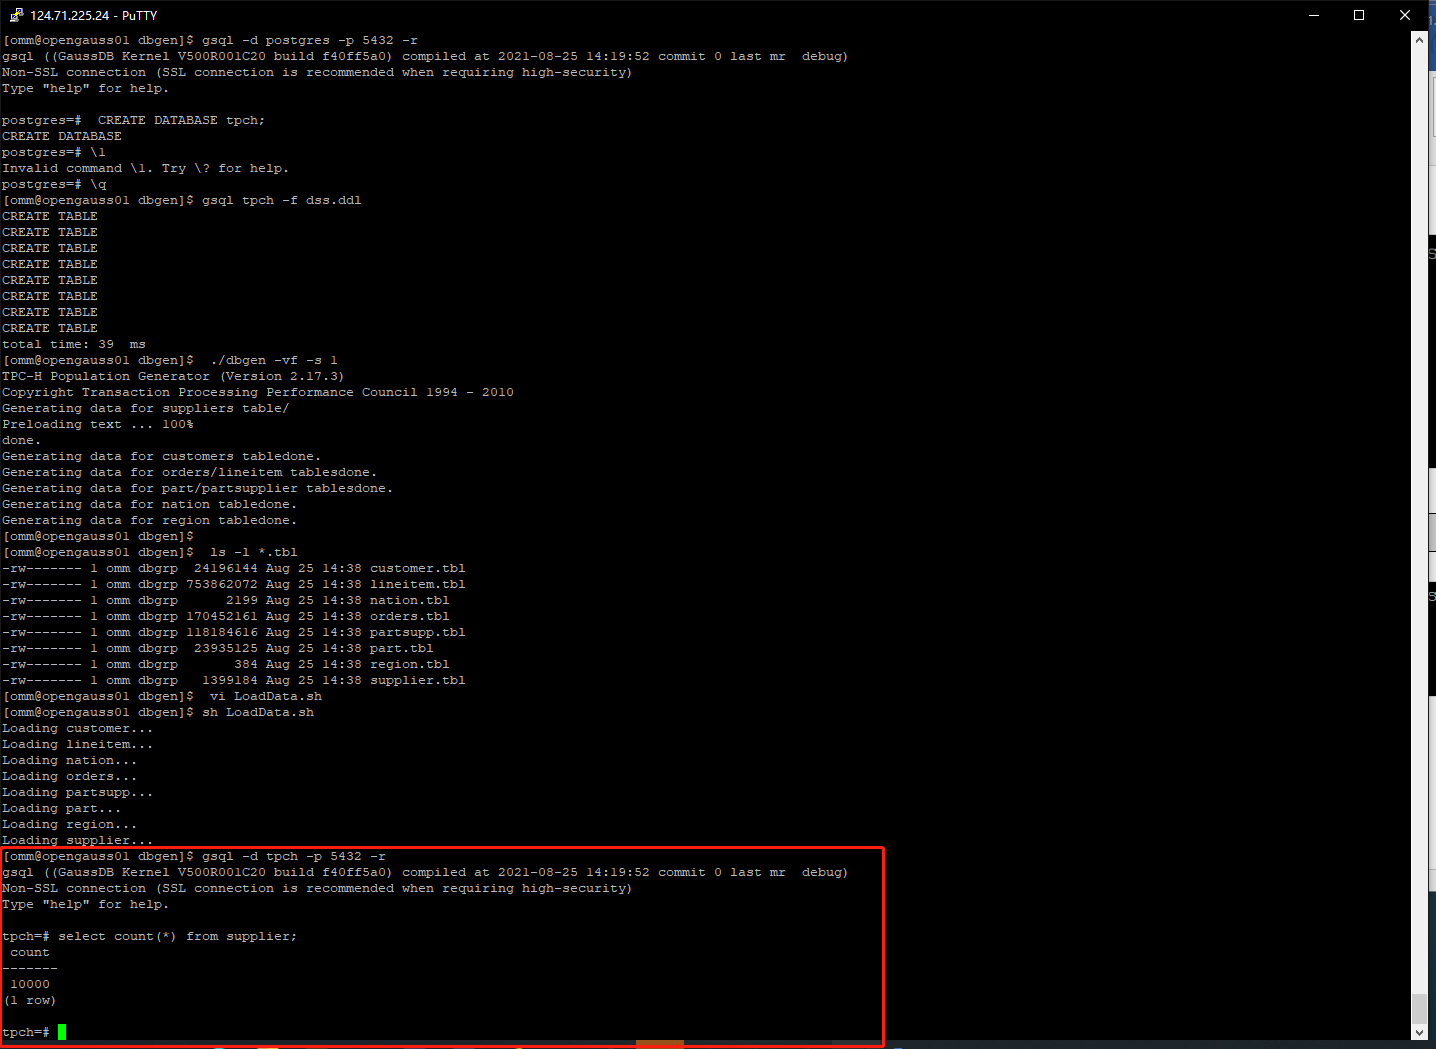 124.71.225.24 - PuTTY
[omm@opengauss01 dbgen]$ gsql -d postgres -p 5432 -r
gsql ((GaussDB Kernel V500R001C20 build f40ff5a0) compiled at 2021-08-25 14:19:52 commit 0 last mr  debug)
Non-SSL connection (SSL connection is recommended when requiring high-security)
Type "help" for help.
postgres=#  CREATE DATABASE tpch;
CREATE DATABASE
postgres=# \1
Invalid command \1. Try \? for help.
postgres=# \q
[omm@opengauss01 dbgen]$ gsql tpch -f dss.ddl
CREATE TABLE
CREATE TABLE
CREATE TABLE
CREATE TABLE
CREATE TABLE
CREATE TABLE
CREATE TABLE
CREATE TABLE
total time: 39  ms
[omm@opengauss01 dbgen]$  ./dbgen -vf -s 1
TPC-H Population Generator (Version 2.17.3)
Copyright Transaction Processing Performance Council 1994 - 2010
Generating data for suppliers table/
Preloading text ... 100%
done.
Generating data for customers tabledone.
Generating data for orders/lineitem tablesdone.
Generating data for part/partsupplier tablesdone.
Generating data for nation tabledone.
Generating data for region tabledone.
[omm@opengauss01 dbgen]$
[omm@opengauss01 dbgen]$  ls -l *.tbl
-rw------- 1 omm dbgrp  24196144 Aug 25 14:38 customer.tbl
-rw------- 1 omm dbgrp 753862072 Aug 25 14:38 lineitem.tbl
-rw------- 1 omm dbgrp      2199 Aug 25 14:38 nation.tbl
-rw------- 1 omm dbgrp 170452161 Aug 25 14:38 orders.tbl
-rw------- 1 omm dbgrp 118184616 Aug 25 14:38 partsupp.tbl
-rw------- 1 omm dbgrp  23935125 Aug 25 14:38 part.tbl
-rw------- 1 omm dbgrp       384 Aug 25 14:38 region.tbl
-rw------- 1 omm dbgrp   1399184 Aug 25 14:38 supplier.tbl
[omm@opengauss01 dbgen]$  vi LoadData.sh
[omm@opengauss01 dbgen]$ sh LoadData.sh
Loading customer...
Loading lineitem...
Loading nation...
Loading orders...
Loading partsupp...
Loading part...
Loading region...
Loading supplier...
[omm@opengauss01 dbgen]$ gsql -d tpch -p 5432 -r
gsql ((GaussDB Kernel V500R001C20 build f40ff5a0) compiled at 2021-08-25 14:19:52 commit 0 last mr  debug)
Non-SSL connection (SSL connection is recommended when requiring high-security)
Type "help" for help.
tpch=# select count(*) from supplier;
 count
-------
 10000
(1 row)
tpch=#